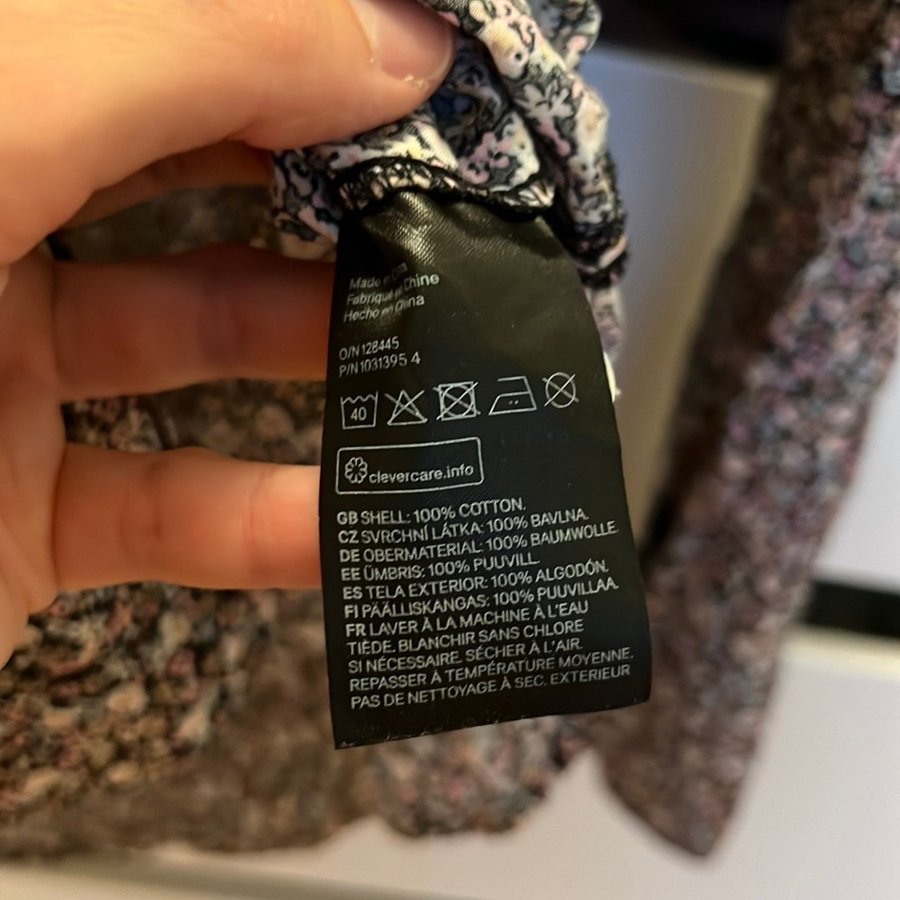 Made in China
Fabriqué en Chine
Hecho en China
O/N 128445
P/N 1031395 4
40
clevercare.info
GB SHELL: 100% COTTON.
CZ SVRCHNÍ LÁTKA: 100% BAVLNA.
DE OBERMATERIAL: 100% BAUMWOLLE.
EE ÜMBRIS: 100% PUUVILL.
ES TELA EXTERIOR: 100% ALGODÓN.
FI PÄÄLLISKANGAS: 100% PUUVILLAA.
FR LAVER À LA MACHINE À L'EAU
TIÈDE. BLANCHIR SANS CHLORE
SI NÉCESSAIRE. SÉCHER À L'AIR.
REPASSER À TEMPÉRATURE MOYENNE.
PAS DE NETTOYAGE À SEC. EXTERIEUR